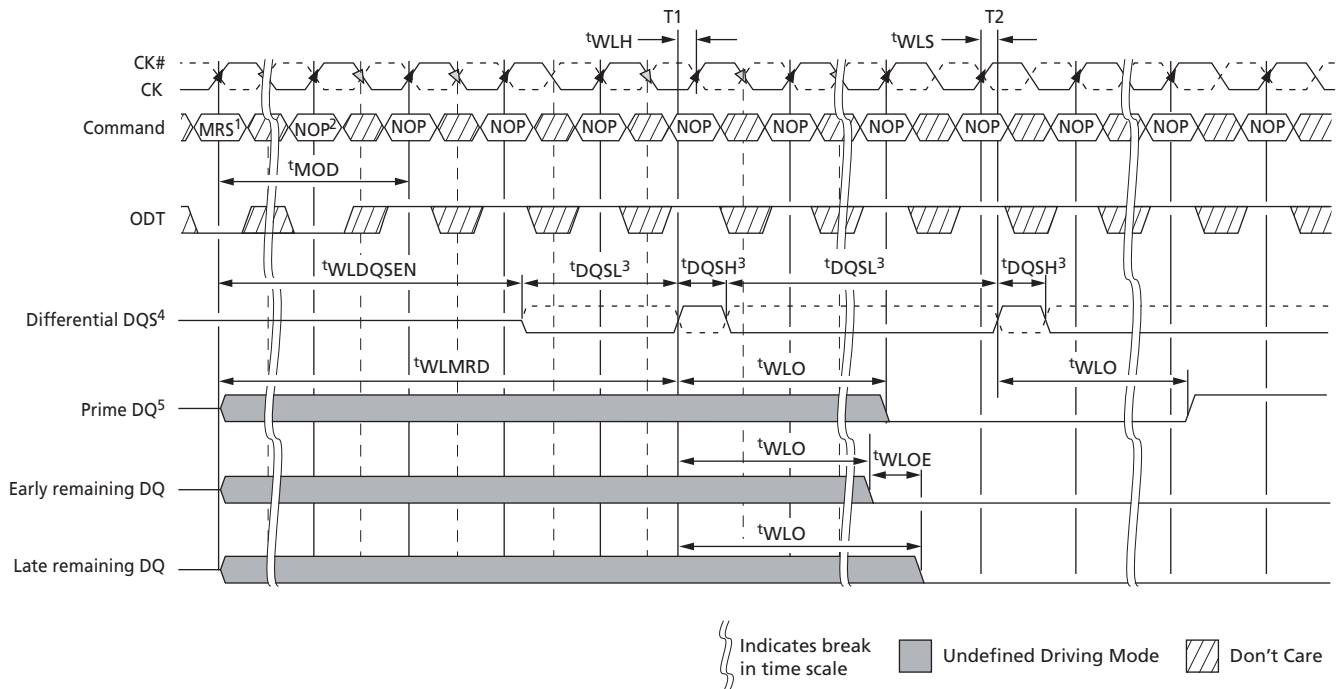 T1 T2
tWLH tWLS
CK#
CK
Command MRS1 NOP2 NOP NOP NOP NOP NOP NOP NOP NOP NOP NOP
tMOD
ODT
tWLDQSEN tDQSL3 tDQSH3 tDQSL3 tDQSH3
Differential DQS4
tWLMRD tWLO tWLO
Prime DQ5
tWLO tWLOE
Early remaining DQ
tWLO
Late remaining DQ
Indicates break
in time scale
Undefined Driving Mode
Don't Care